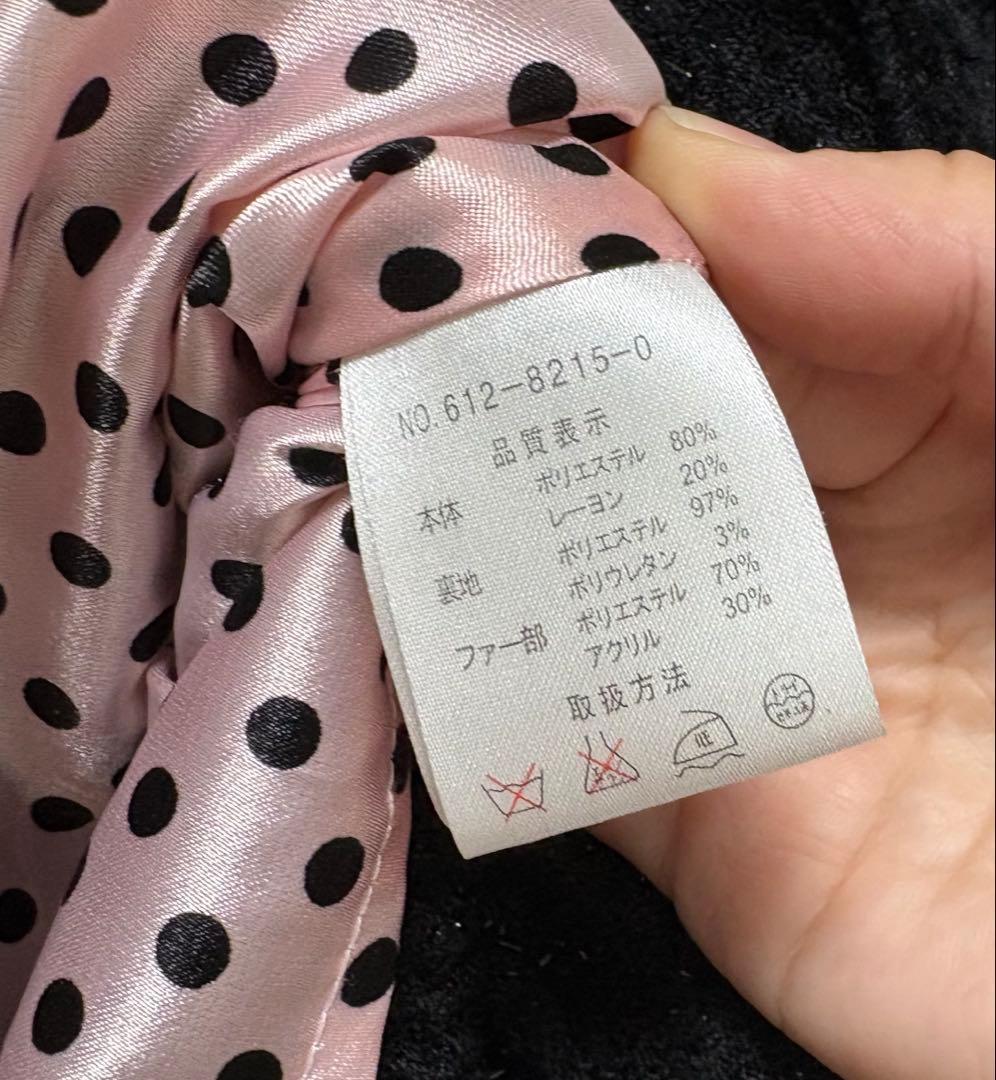 NO.612-8215-0
品質表示
本体 ポリエステル 80%
レーヨン 20%
裏地 ポリエステル 97%
ポリウレタン 3%
ファー部 ポリエステル 70%
アクリル 30%
取扱方法